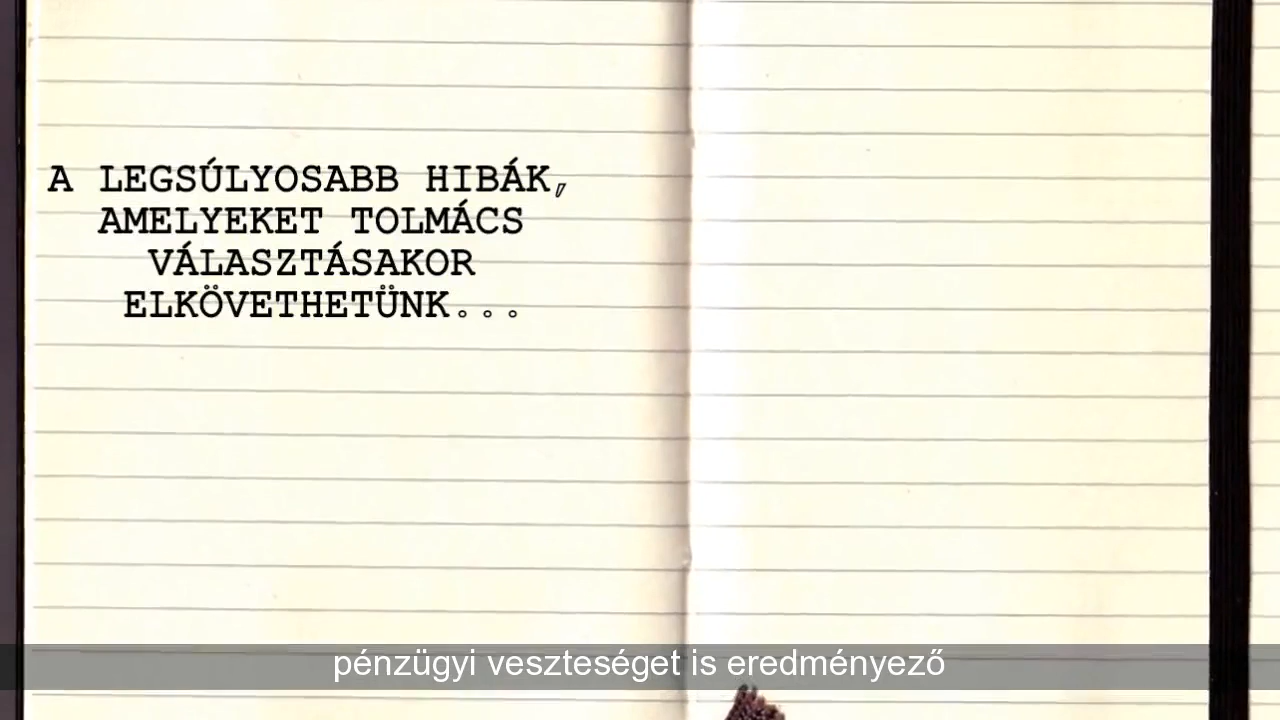 A LEGSÚLYOSABB HIBÁK,
AMELYEKET TOLMÁCS
VÁLASZTÁSAKOR
ELKÖVETHETÜNK...
pénzügyi veszteséget is eredményező